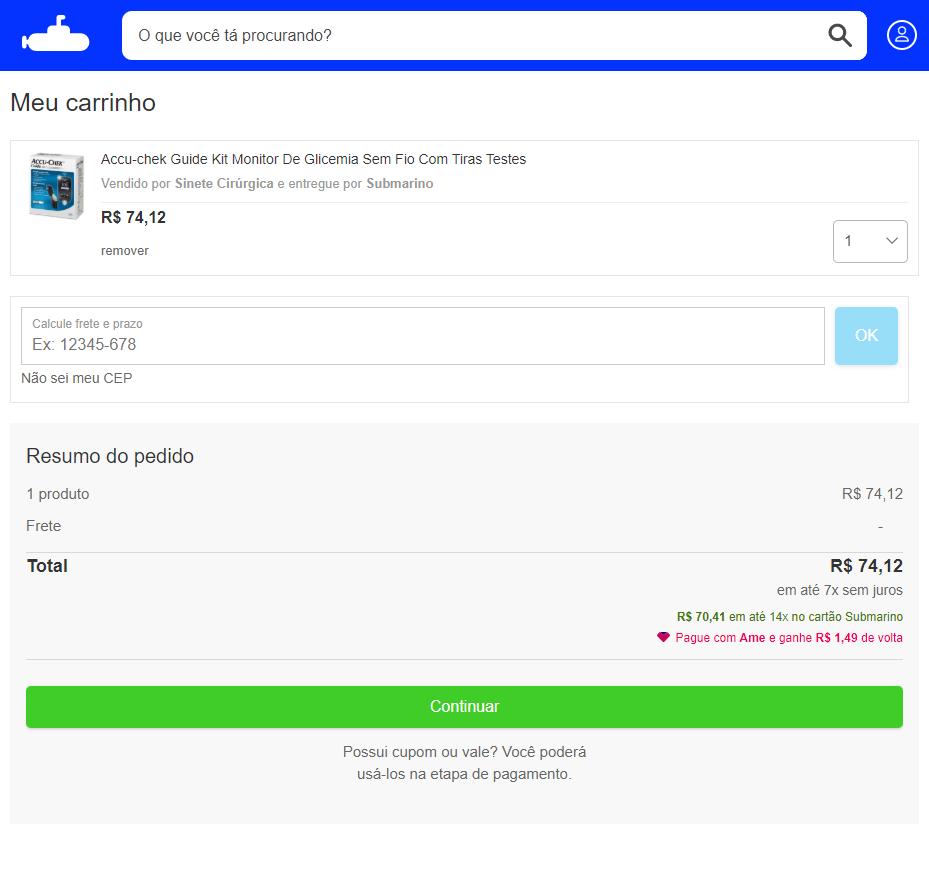 O que você tá procurando?
Meu carrinho
ACCU-CHEK
Accu-chek Guide Kit Monitor De Glicemia Sem Fio Com Tiras Testes
Vendido por Sinete Cirúrgica e entregue por Submarino
R$ 74,12
remover
1
Calcule frete e prazo
Ex: 12345-678
OK
Não sei meu CEP
Resumo do pedido
1 produto R$ 74,12
Frete -
Total R$ 74,12
em até 7x sem juros
R$ 70,41 em até 14x no cartão Submarino
Pague com Ame e ganhe R$ 1,49 de volta
Continuar
Possui cupom ou vale? Você poderá
usá-los na etapa de pagamento.